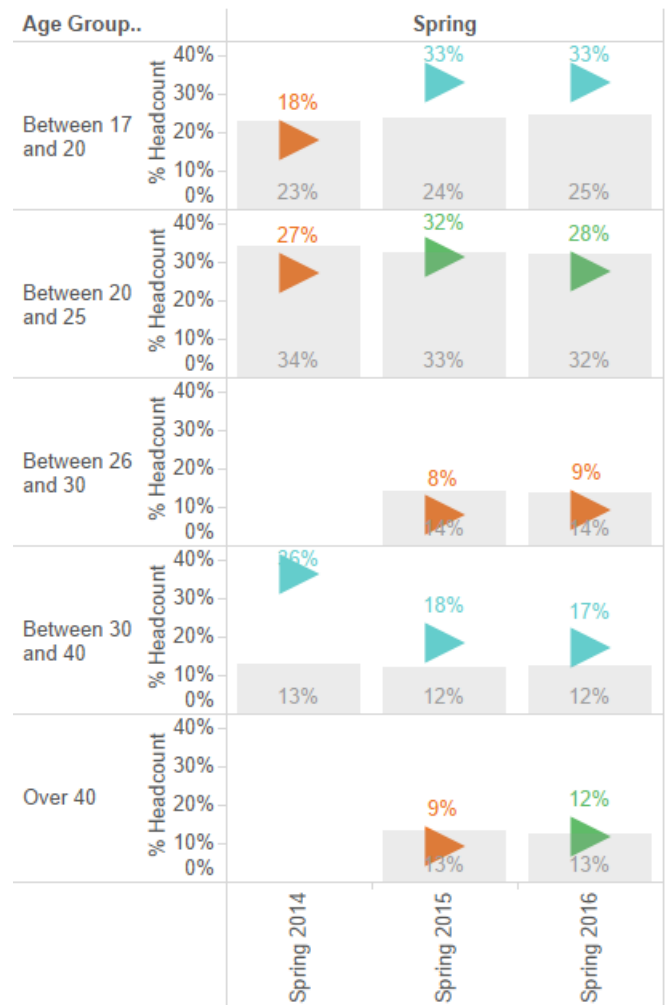 Age Group..
Spring
Between 17
and 20
% Headcount
40%
30%
20%
10%
0%
18%
33%
33%
23%
24%
25%
Between 20
and 25
% Headcount
40%
30%
20%
10%
0%
27%
32%
28%
34%
33%
32%
Between 26
and 30
% Headcount
40%
30%
20%
10%
0%
8%
9%
14%
14%
Between 30
and 40
% Headcount
40%
30%
20%
10%
0%
36%
18%
17%
13%
12%
12%
Over 40
% Headcount
40%
30%
20%
10%
0%
9%
12%
13%
13%
Spring 2014
Spring 2015
Spring 2016